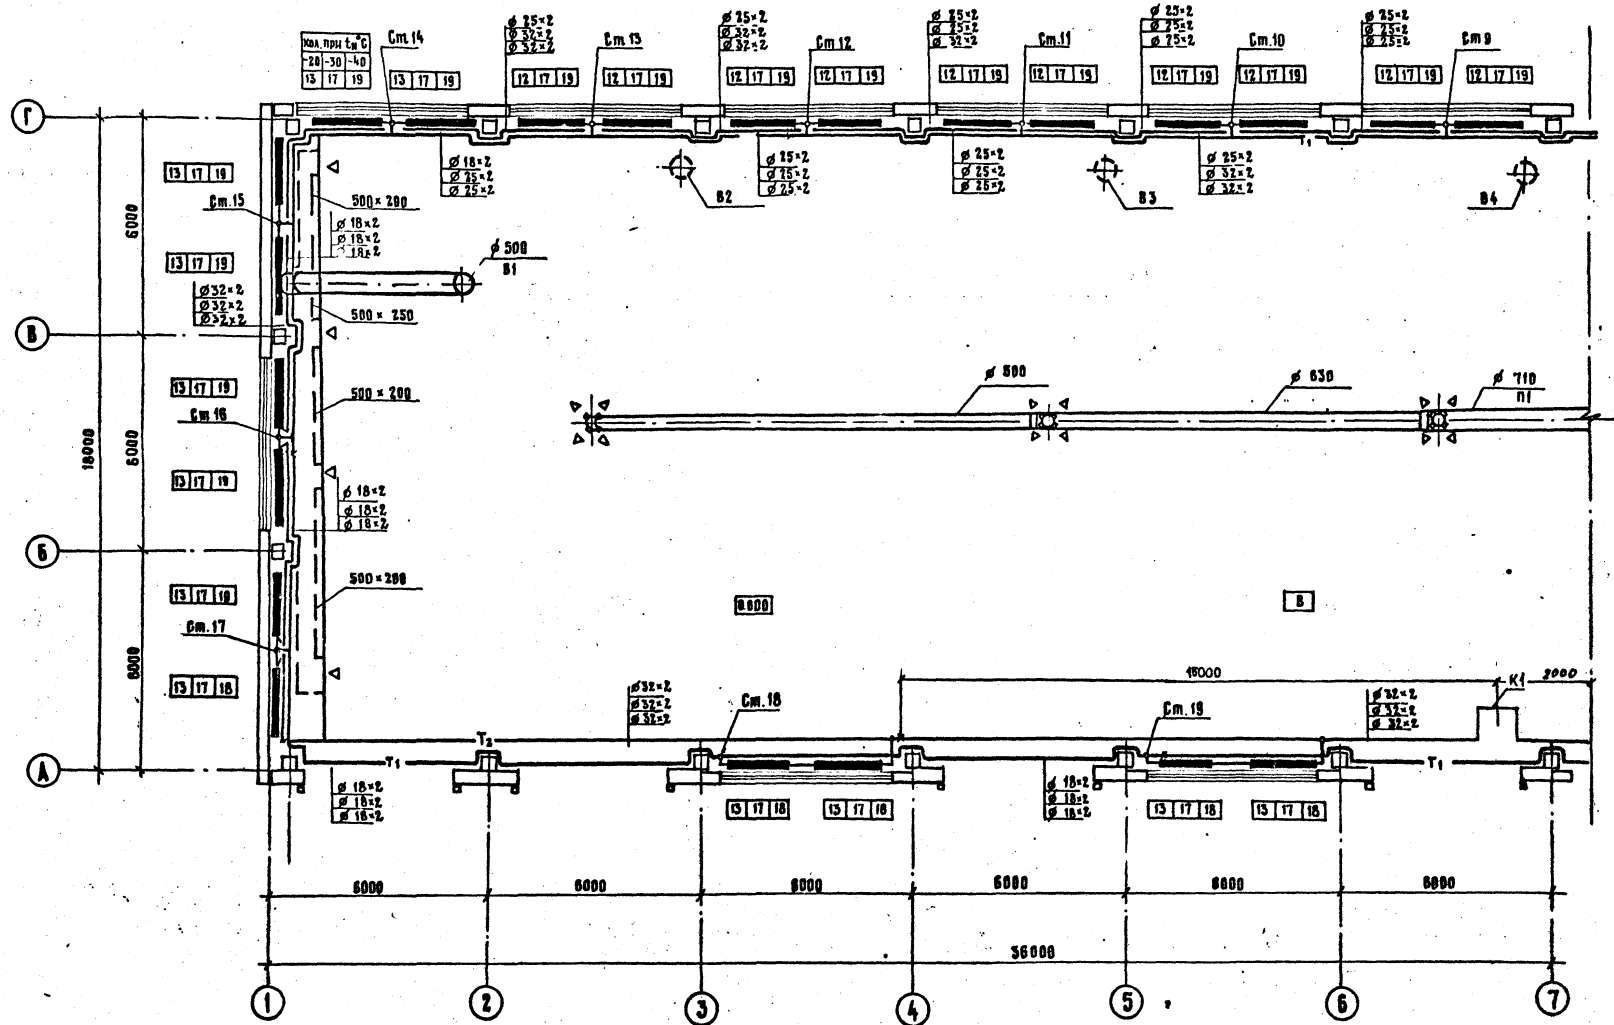 Кол. при tн°С
-20 -30 -40
13 17 19
Ст 14
13 17 19
ø 25×2
ø 32×2
ø 32×2
Ст 13
12 17 19
12 17 19
ø 25×2
ø 32×2
ø 32×2
Ст 12
12 17 19
12 17 19
ø 25×2
ø 25×2
ø 32×2
Ст.11
12 17 19
12 17 19
ø 25×2
ø 25×2
ø 25×2
Ст.10
12 17 19
12 17 19
ø 25×2
ø 25×2
ø 25×2
Ст 9
12 17 19
12 17 19
Г
Т1
ø 18×2
ø 25×2
ø 25×2
ø 25×2
ø 25×2
ø 25×2
ø 25×2
ø 25×2
ø 25×2
ø 25×2
ø 32×2
ø 32×2
В2
В3
В4
13 17 19
Ст.15
500×200
6000
ø 18×2
ø 18×2
ø 18×2
13 17 19
ø 500
В1
ø 32×2
ø 32×2
ø 32×2
500×250
В
13 17 19
500×200
Ст 16
ø 500
ø 630
ø 710
П1
18000
6000
13 17 19
ø 18×2
ø 18×2
ø 18×2
Б
500×200
13 17 19
0.000
В
Ст.17
6000
13 17 18
15000
К1
2000
ø 32×2
ø 32×2
ø 32×2
Ст.18
Ст.19
ø 32×2
ø 32×2
ø 32×2
Т2
Т1
Т1
А
ø 18×2
ø 18×2
ø 18×2
13 17 18
13 17 18
ø 18×2
ø 18×2
ø 18×2
13 17 18
13 17 18
6000
6000
6000
6000
6000
6000
36000
1
2
3
4
5
6
7